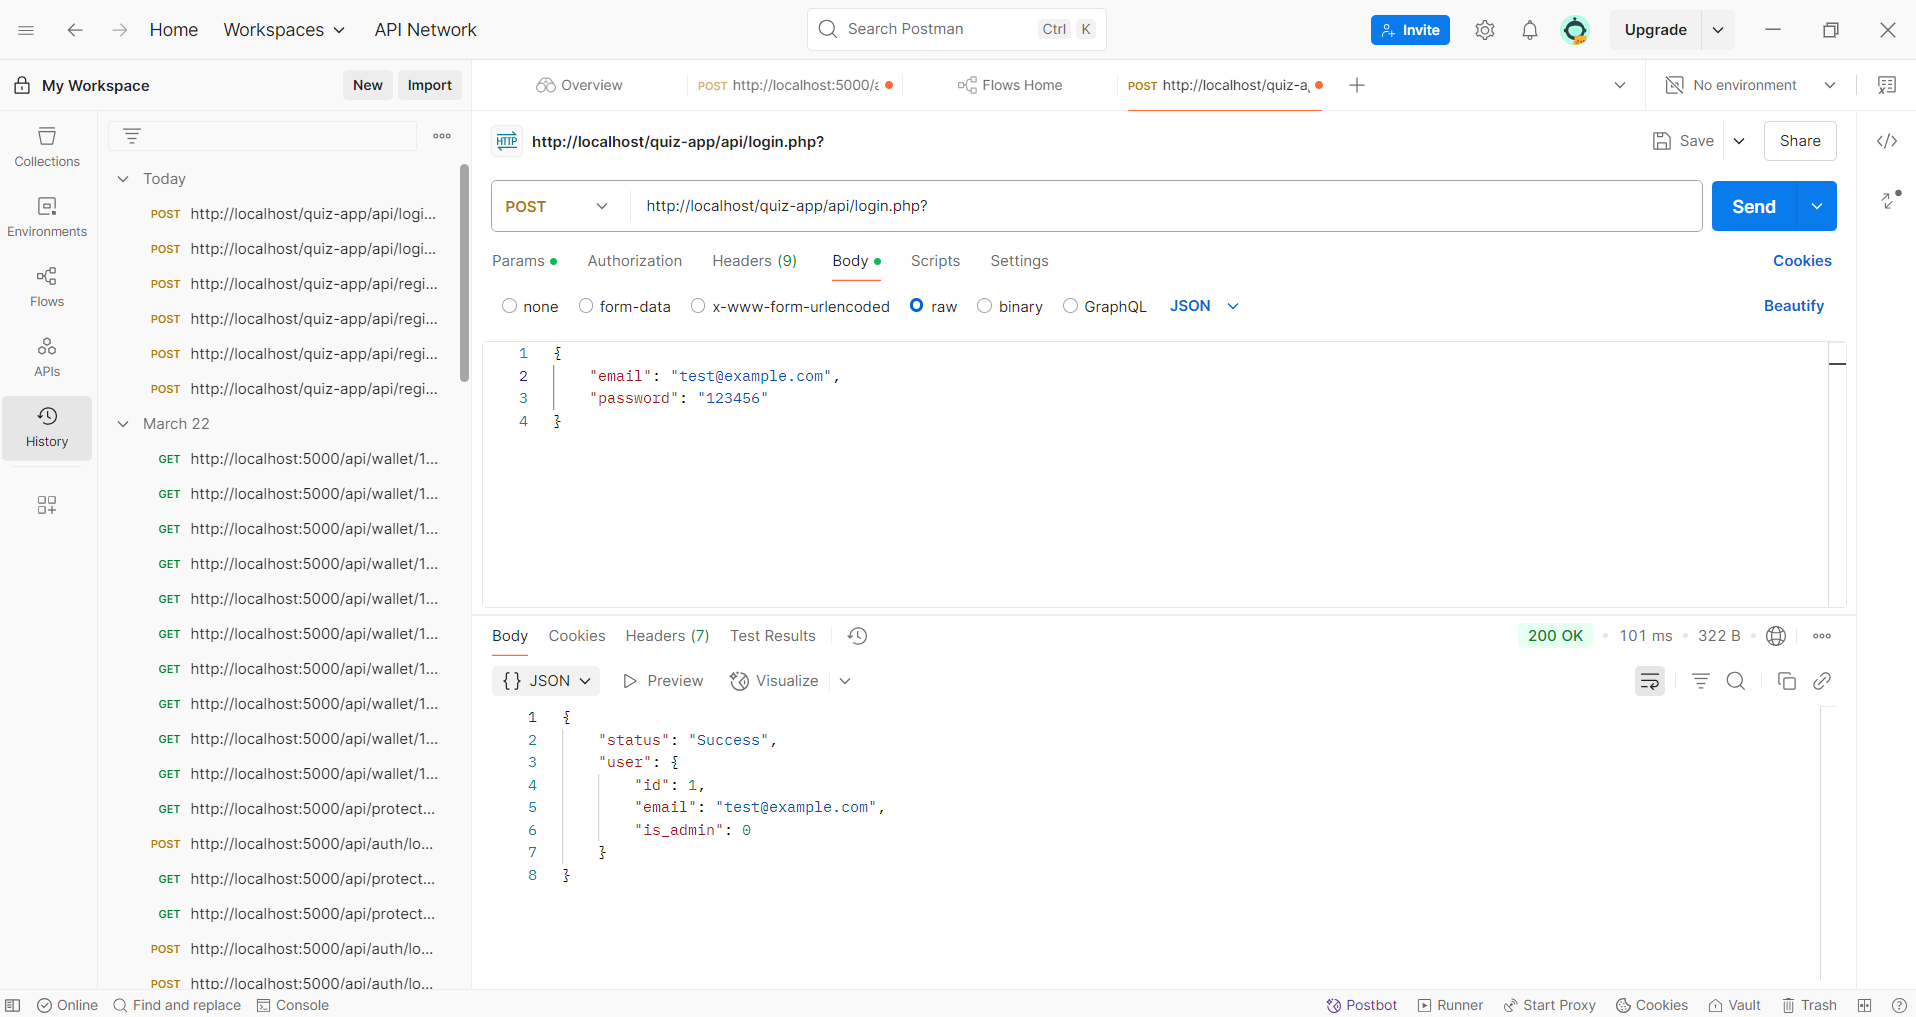 Home
Workspaces
API Network
Search Postman
Ctrl
K
Invite
Upgrade
My Workspace
New
Import
Overview
POST http://localhost:5000/a
Flows Home
POST http://localhost/quiz-a
No environment
Collections
Environments
Flows
APIs
History
Today
POST http://localhost/quiz-app/api/logi...
POST http://localhost/quiz-app/api/logi...
POST http://localhost/quiz-app/api/regi...
POST http://localhost/quiz-app/api/regi...
POST http://localhost/quiz-app/api/regi...
POST http://localhost/quiz-app/api/regi...
March 22
GET http://localhost:5000/api/wallet/1...
GET http://localhost:5000/api/wallet/1...
GET http://localhost:5000/api/wallet/1...
GET http://localhost:5000/api/wallet/1...
GET http://localhost:5000/api/wallet/1...
GET http://localhost:5000/api/wallet/1...
GET http://localhost:5000/api/wallet/1...
GET http://localhost:5000/api/wallet/1...
GET http://localhost:5000/api/wallet/1...
GET http://localhost:5000/api/wallet/1...
GET http://localhost:5000/api/protect...
POST http://localhost:5000/api/auth/lo...
GET http://localhost:5000/api/protect...
GET http://localhost:5000/api/protect...
POST http://localhost:5000/api/auth/lo...
POST http://localhost:5000/api/auth/lo...
HTTP http://localhost/quiz-app/api/login.php?
Save
Share
POST
http://localhost/quiz-app/api/login.php?
Send
Params
Authorization
Headers (9)
Body
Scripts
Settings
Cookies
none
form-data
x-www-form-urlencoded
raw
binary
GraphQL
JSON
Beautify
1 {
2 "email": "test@example.com",
3 "password": "123456"
4 }
Body
Cookies
Headers (7)
Test Results
200 OK
101 ms
322 B
{} JSON
Preview
Visualize
1 {
2 "status": "Success",
3 "user": {
4 "id": 1,
5 "email": "test@example.com",
6 "is_admin": 0
7 }
8 }
Online
Find and replace
Console
Postbot
Runner
Start Proxy
Cookies
Vault
Trash